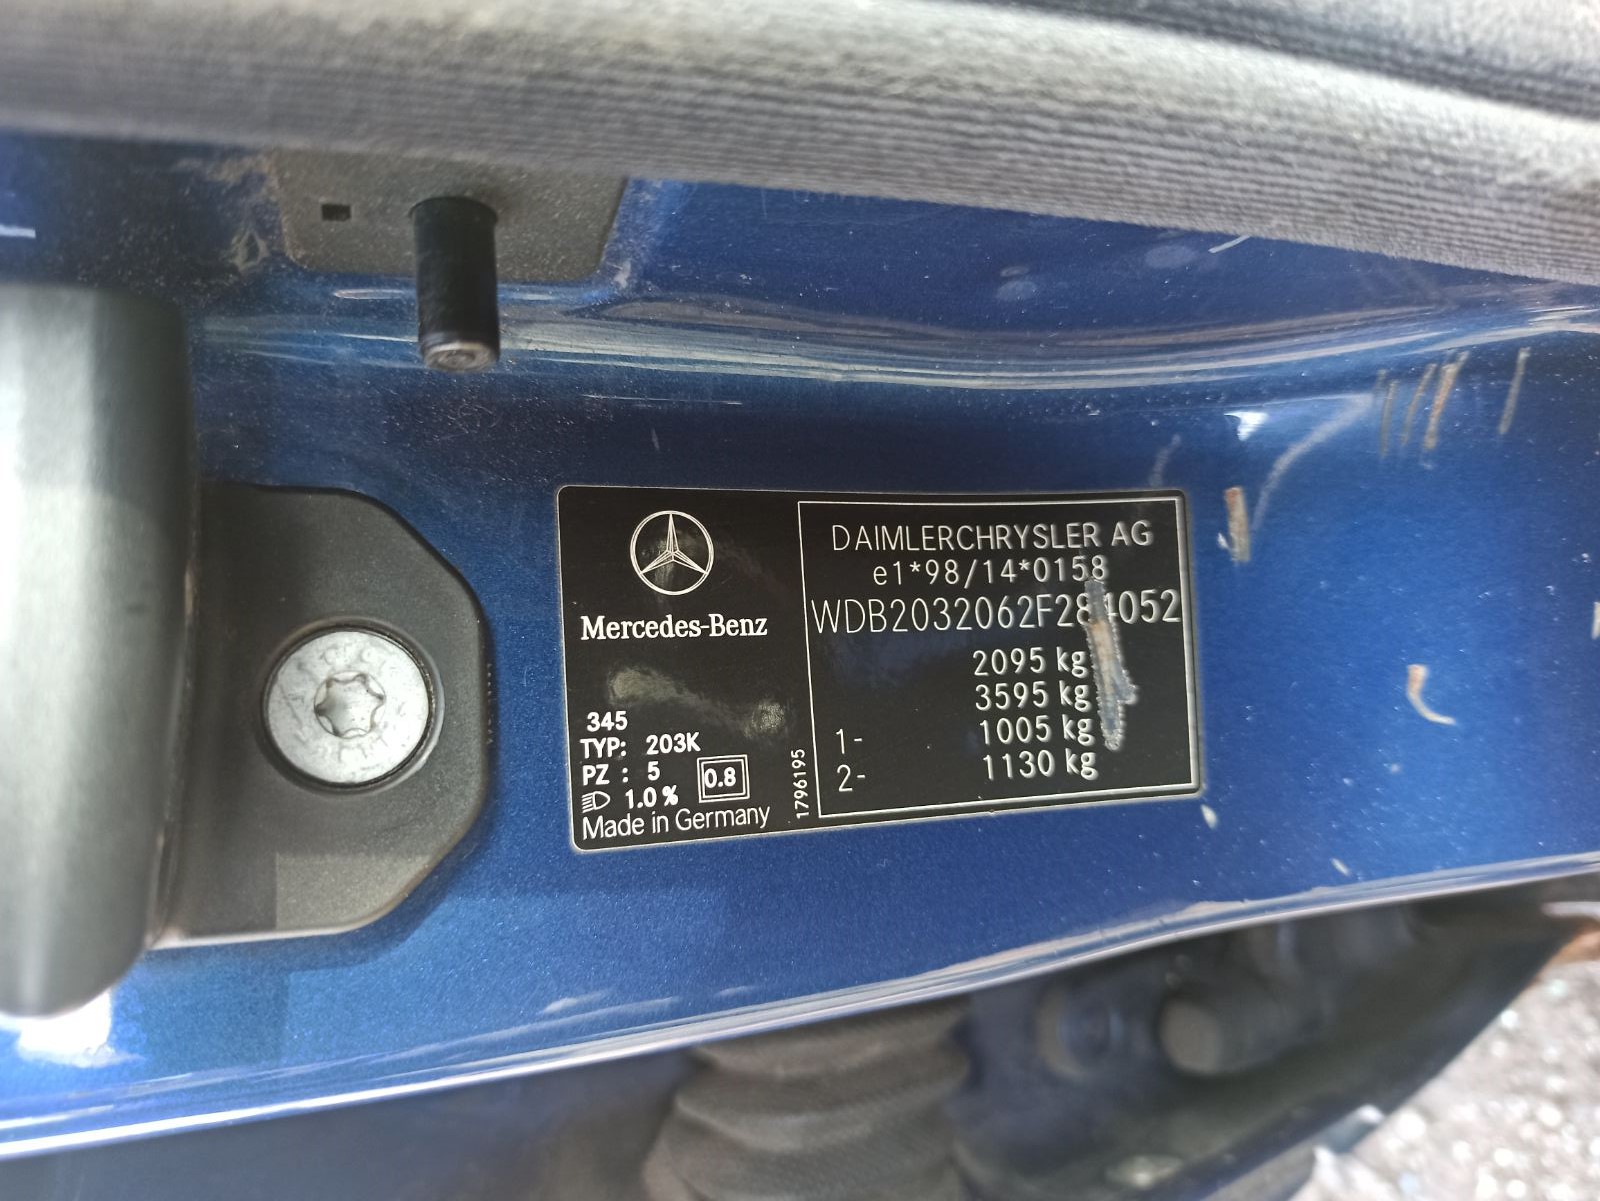 Mercedes-Benz
345
TYP: 203K
PZ : 5
0.8
1.0 %
Made in Germany
1796195
DAIMLERCHRYSLER AG
e1*98/14*0158
WDB2032062F284052
2095 kg
3595 kg
1- 1005 kg
2- 1130 kg